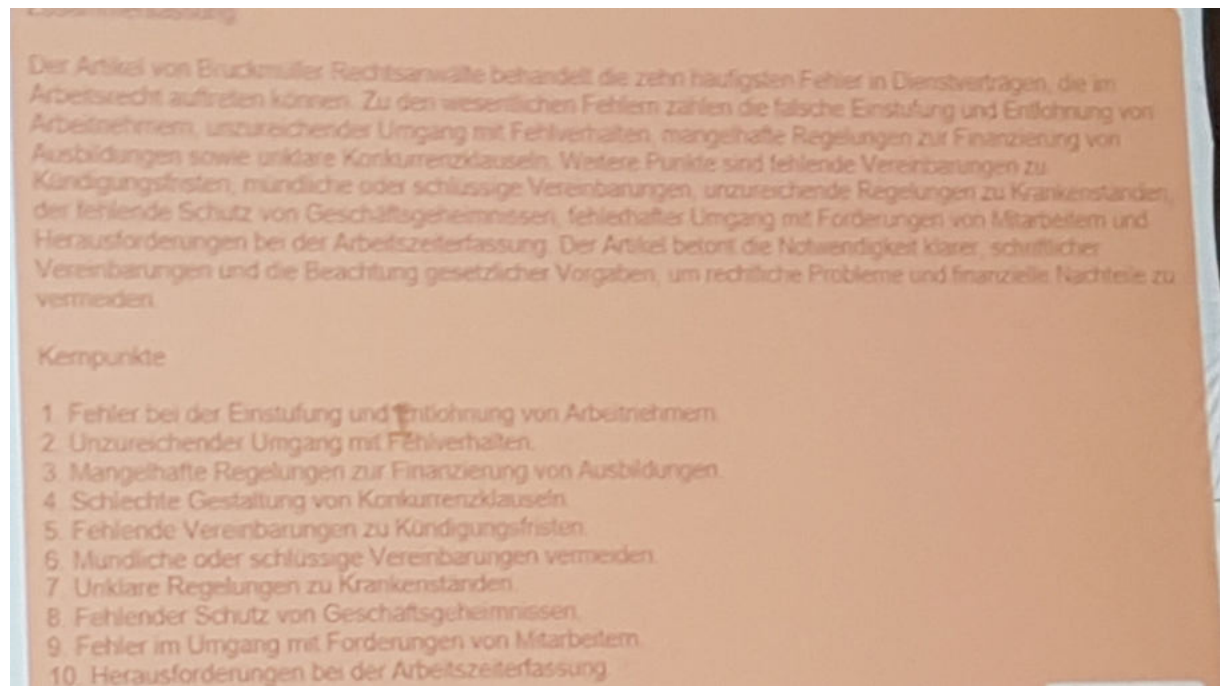 Zusammenfassung
Der Artikel von Bruckmüller Rechtsanwälte behandelt die zehn häufigsten Fehler in Dienstverträgen, die im
Arbeitsrecht auftreten können. Zu den wesentlichen Fehlern zählen die falsche Einstufung und Entlohnung von
Arbeitnehmern, unzureichender Umgang mit Fehlverhalten, mangelhafte Regelungen zur Finanzierung von
Ausbildungen sowie unklare Konkurrenzklauseln. Weitere Punkte sind fehlende Vereinbarungen zu
Kündigungsfristen, mündliche oder schlüssige Vereinbarungen, unzureichende Regelungen zu Krankenständen,
der fehlende Schutz von Geschäftsgeheimnissen, fehlerhafter Umgang mit Forderungen von Mitarbeitern und
Herausforderungen bei der Arbeitszeiterfassung. Der Artikel betont die Notwendigkeit klarer, schriftlicher
Vereinbarungen und die Beachtung gesetzlicher Vorgaben, um rechtliche Probleme und finanzielle Nachteile zu
vermeiden.
Kernpunkte
1. Fehler bei der Einstufung und Entlohnung von Arbeitnehmern.
2. Unzureichender Umgang mit Fehlverhalten.
3. Mangelhafte Regelungen zur Finanzierung von Ausbildungen.
4. Schlechte Gestaltung von Konkurrenzklauseln.
5. Fehlende Vereinbarungen zu Kündigungsfristen.
6. Mündliche oder schlüssige Vereinbarungen vermeiden.
7. Unklare Regelungen zu Krankenständen.
8. Fehlender Schutz von Geschäftsgeheimnissen.
9. Fehler im Umgang mit Forderungen von Mitarbeitern.
10. Herausforderungen bei der Arbeitszeiterfassung.